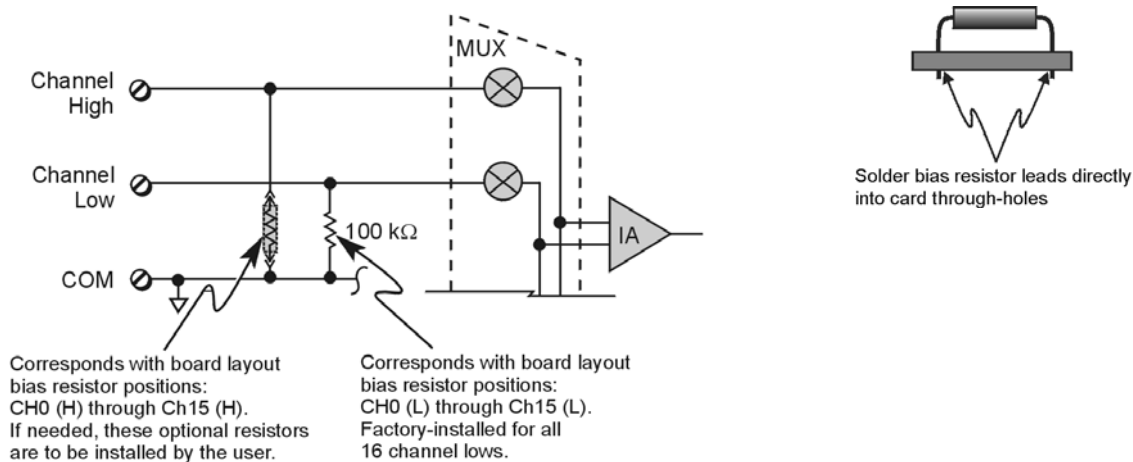 MUX
Channel
High
Channel
Low
100 kΩ
IA
COM
Corresponds with board layout
bias resistor positions:
CH0 (H) through Ch15 (H).
If needed, these optional resistors
are to be installed by the user.
Corresponds with board layout
bias resistor positions:
CH0 (L) through Ch15 (L).
Factory-installed for all
16 channel lows.
Solder bias resistor leads directly
into card through-holes